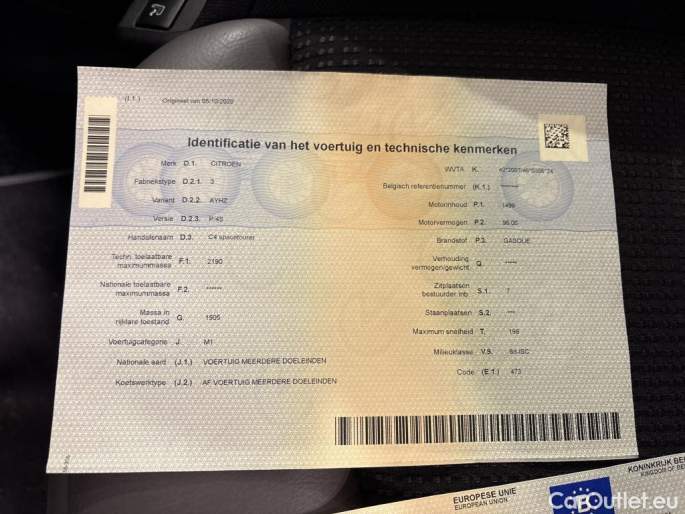 (I.1.) Origineel van 05/10/2020
Identificatie van het voertuig en technische kenmerken
Merk D.1. CITROEN
Fabriekstype D.2.1. 3
Variant D.2.2. AYHZ
Versie D.2.3.
Handelsnaam D.3. C4 spacetourer
Techn. toelaatbare
maximummassa F.1. 2190
Nationale toelaatbare
maximummassa F.2. ******
Massa in
rijklare toestand G. 1505
Voertuigcategorie J. M1
Nationale aard (J.1.) VOERTUIG MEERDERE DOELEINDEN
Koetswerktype (J.2.) AF VOERTUIG MEERDERE DOELEINDEN
WVTA K.
Belgisch referentienummer (K.1.) ******
Motorinhoud P.1. 1499
Motorvermogen P.2. 96.00
Brandstof P.3. GASOLIE
Verhouding
vermogen/gewicht Q. *****
Zitplaatsen
bestuurder inb. S.1. 7
Staanplaatsen S.2. ***
Maximum snelheid T. 196
Milieuklasse V.9.
Code (E.1.) 473
EUROPESE UNIE
EUROPEAN UNION
B
KONINKRIJK BE
KINGDOM OF BE
CarOutlet.eu